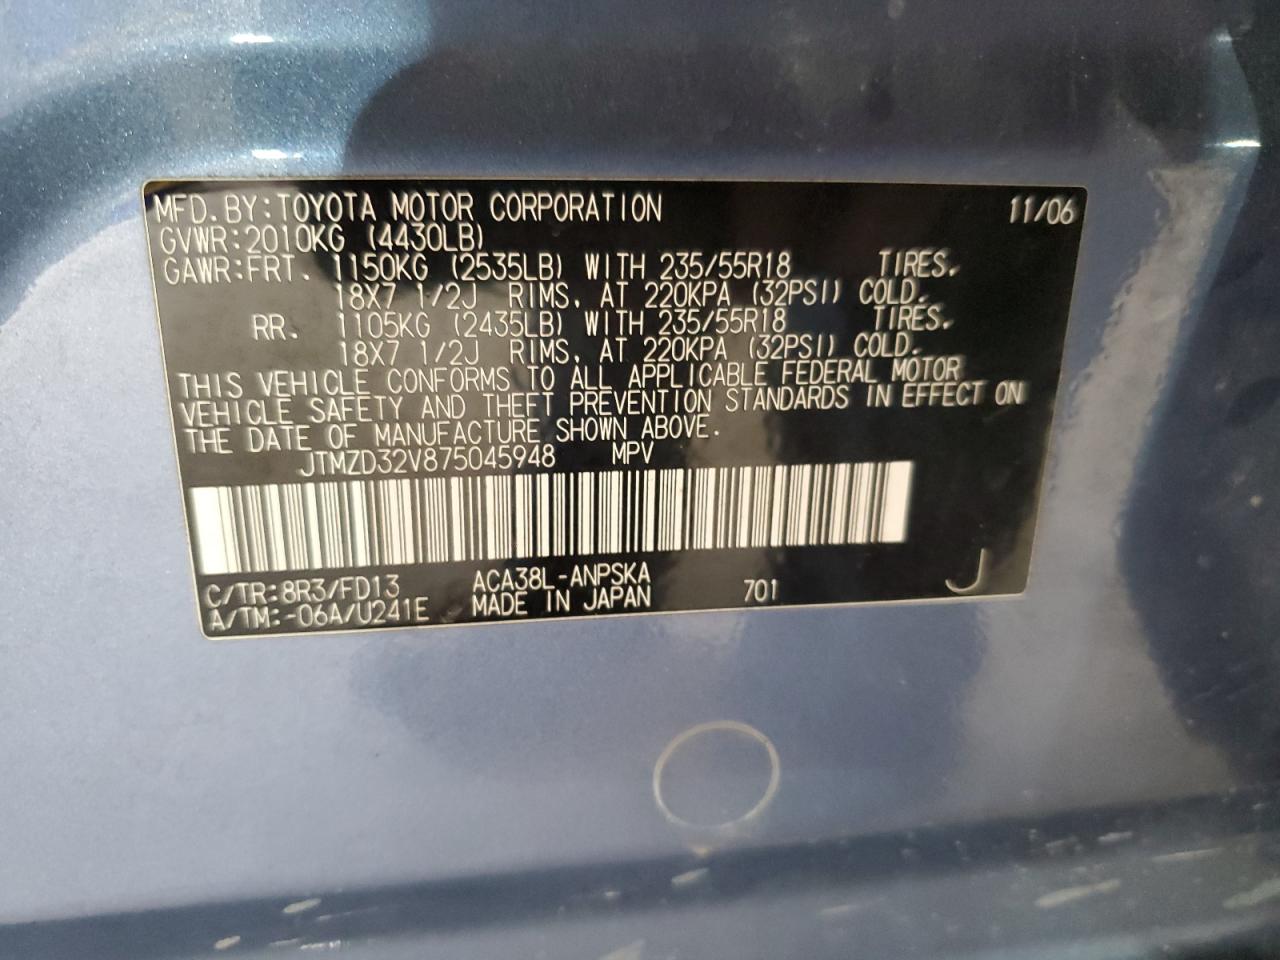 MFD. BY: TOYOTA MOTOR CORPORATION 11/06
GVWR: 2010KG (4430LB)
GAWR: FRT. 1150KG (2535LB) WITH 235/55R18 TIRES,
18X7 1/2J RIMS, AT 220KPA (32PSI) COLD.
RR. 1105KG (2435LB) WITH 235/55R18 TIRES,
18X7 1/2J RIMS, AT 220KPA (32PSI) COLD.
THIS VEHICLE CONFORMS TO ALL APPLICABLE FEDERAL MOTOR
VEHICLE SAFETY AND THEFT PREVENTION STANDARDS IN EFFECT ON
THE DATE OF MANUFACTURE SHOWN ABOVE.
JTMZD32V875045948 MPV
C/TR: 8R3/FD13 ACA38L-ANPSKA 701 J
A/TM: -06A/U241E MADE IN JAPAN